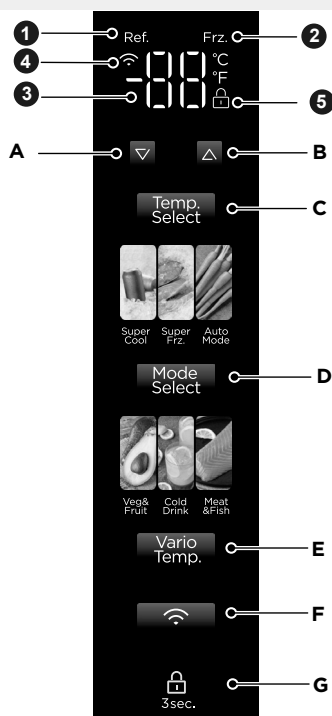 1 Ref. Frz. 2
4 °C
-88 °F
3 5
A B
Temp.
Select C
Super Super Auto
Cool Frz. Mode
Mode
Select D
Veg& Cold Meat
Fruit Drink &Fish
Vario
Temp. E
F
G
3sec.